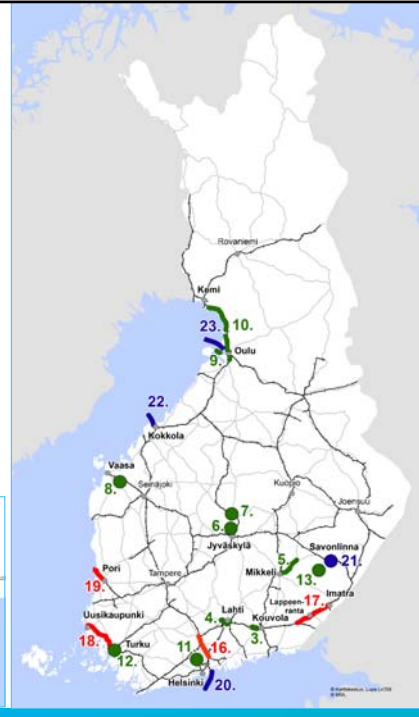 Rovaniemi
Kemi
10.
23.
Oulu
9.
22.
Kokkola
Vaasa
8.
Seinäjoki
Kuopio
7.
Joensuu
6.
Jyväskylä
Savonlinna
5.
21.
Pori
Mikkeli
13.
19.
Tampere
Imatra
Lappeen-
ranta
17.
Uusikaupunki
Lahti
4.
Kouvola
3.
18.
Turku
11.
16.
12.
Helsinki
20.